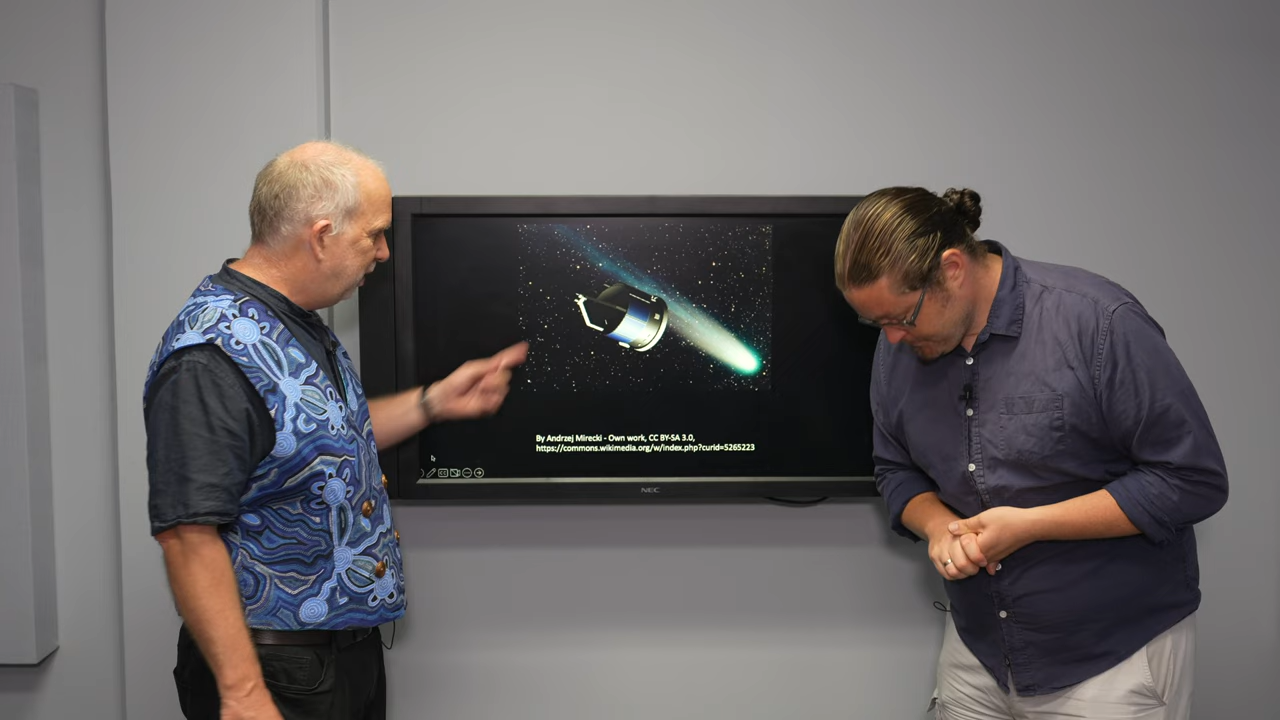 By Andrzej Mirecki - Own work, CC BY-SA 3.0,
https://commons.wikimedia.org/w/index.php?curid=5265223
NEC